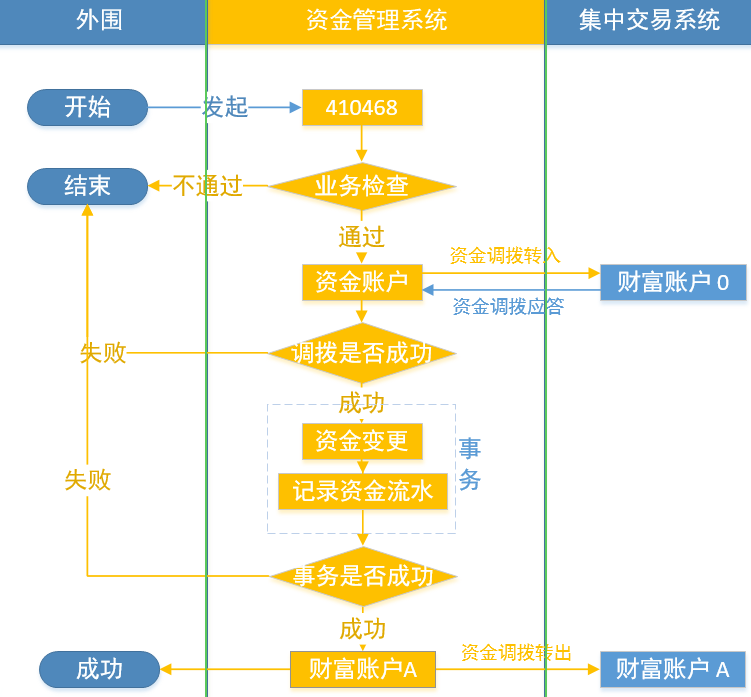 外围
资金管理系统
集中交易系统
开始
发起
410468
结束
不通过
业务检查
通过
资金账户
资金调拨转入
财富账户 0
资金调拨应答
失败
调拨是否成功
成功
资金变更
事务
失败
记录资金流水
事务是否成功
成功
成功
财富账户A
资金调拨转出
财富账户 A